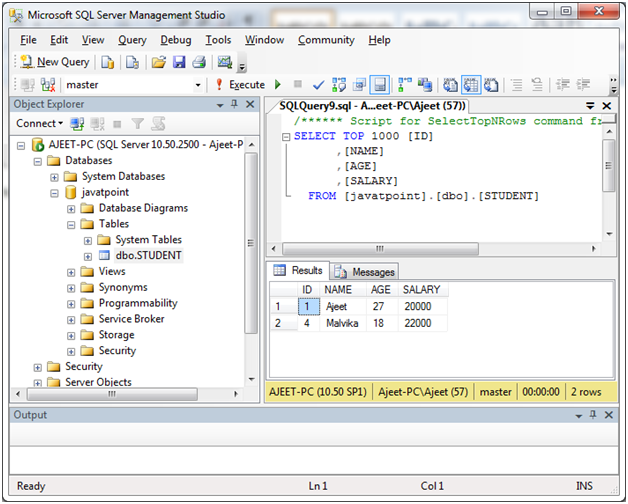 Microsoft SQL Server Management Studio
File Edit View Query Debug Tools Window Community Help
New Query
master Execute
Object Explorer
Connect
AJEET-PC (SQL Server 10.50.2500 - Ajeet-P
Databases
System Databases
javatpoint
Database Diagrams
Tables
System Tables
dbo.STUDENT
Views
Synonyms
Programmability
Service Broker
Storage
Security
Security
Server Objects
SQLQuery9.sql - A...eet-PC\Ajeet (57))
/****** Script for SelectTopNRows command f
SELECT TOP 1000 [ID]
,[NAME]
,[AGE]
,[SALARY]
FROM [javatpoint].[dbo].[STUDENT]
Results Messages
ID NAME AGE SALARY
1 1 Ajeet 27 20000
2 4 Malvika 18 22000
AJEET-PC (10.50 SP1) Ajeet-PC\Ajeet (57) master 00:00:00 2 rows
Output
Ready Ln 1 Col 1 INS